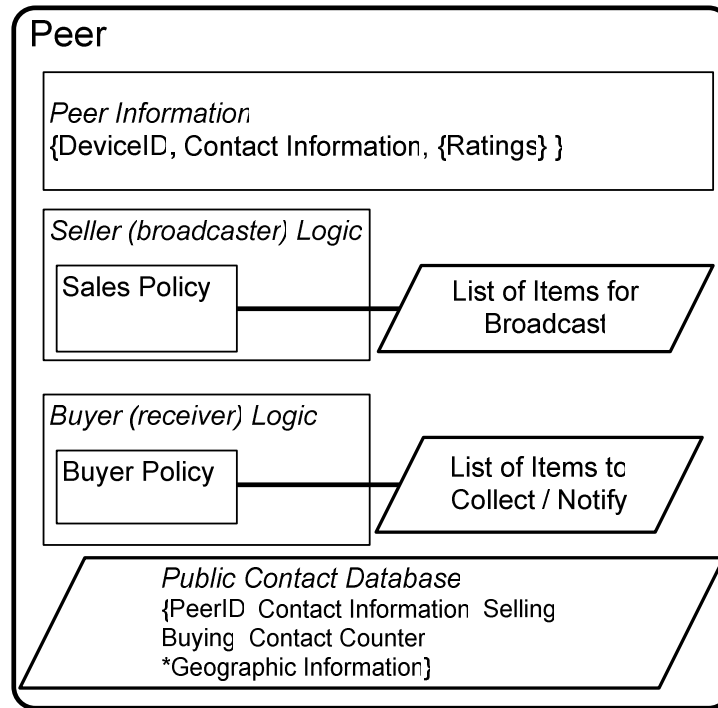 Peer
Peer Information
{DeviceID, Contact Information, {Ratings} }
Seller (broadcaster) Logic
Sales Policy
List of Items for
Broadcast
Buyer (receiver) Logic
Buyer Policy
List of Items to
Collect / Notify
Public Contact Database
{PeerID Contact Information Selling
Buying Contact Counter
*Geographic Information}